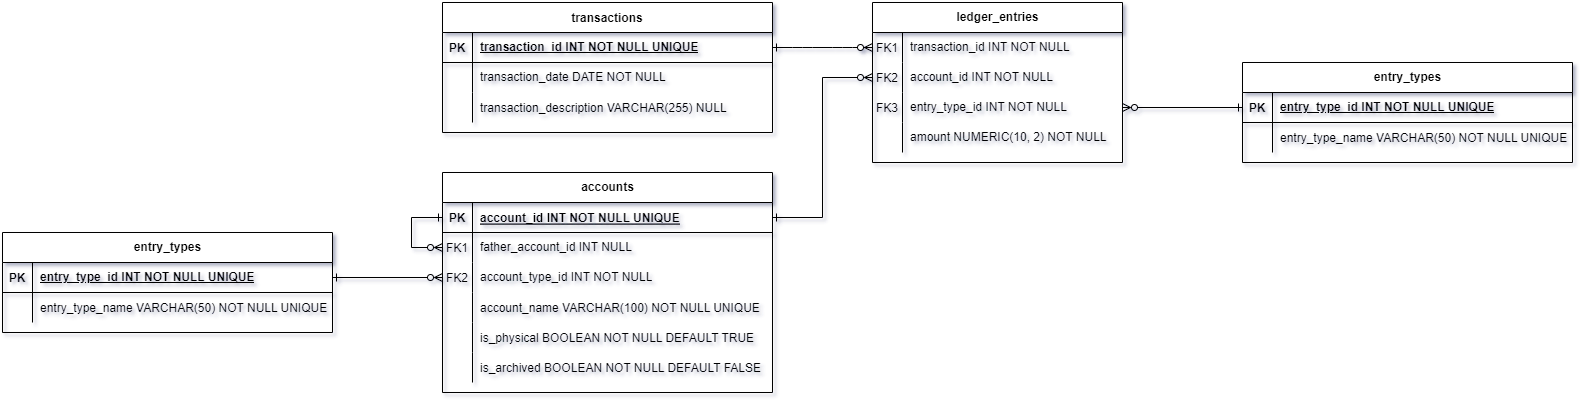 transactions
PK transaction_id INT NOT NULL UNIQUE
transaction_date DATE NOT NULL
transaction_description VARCHAR(255) NULL
ledger_entries
FK1 transaction_id INT NOT NULL
FK2 account_id INT NOT NULL
FK3 entry_type_id INT NOT NULL
amount NUMERIC(10, 2) NOT NULL
entry_types
PK entry_type_id INT NOT NULL UNIQUE
entry_type_name VARCHAR(50) NOT NULL UNIQUE
accounts
PK account_id INT NOT NULL UNIQUE
FK1 father_account_id INT NULL
FK2 account_type_id INT NOT NULL
account_name VARCHAR(100) NOT NULL UNIQUE
is_physical BOOLEAN NOT NULL DEFAULT TRUE
is_archived BOOLEAN NOT NULL DEFAULT FALSE
entry_types
PK entry_type_id INT NOT NULL UNIQUE
entry_type_name VARCHAR(50) NOT NULL UNIQUE